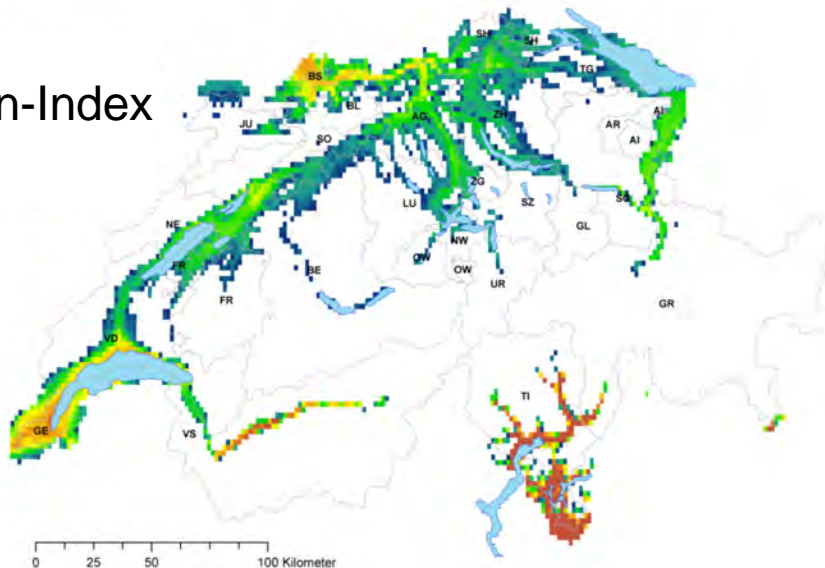 n-Index
SH
SH
BS
TG
BL
JU
AG
ZH
AR
AI
AI
SO
ZG
LU
SZ
SG
NE
NW
GL
OW
FR
BE
OW
UR
FR
GR
VD
TI
GE
VS
0 25 50 100 Kilometer